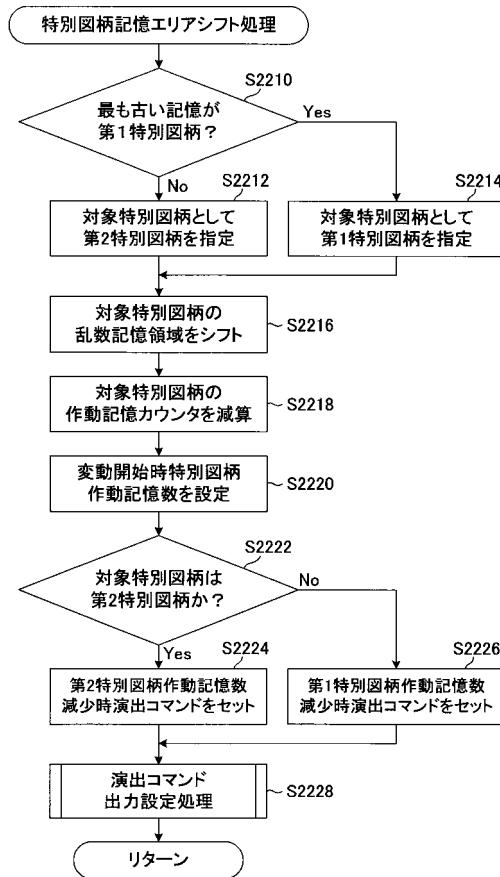 特別図柄記憶エリアシフト処理
S2210
最も古い記憶が
第1特別図柄?
Yes
No
S2212
S2214
対象特別図柄として
第2特別図柄を指定
対象特別図柄として
第1特別図柄を指定
対象特別図柄の
乱数記憶領域をシフト
S2216
対象特別図柄の
作動記憶カウンタを減算
S2218
変動開始時特別図柄
作動記憶数を設定
S2220
S2222
対象特別図柄は
第2特別図柄か?
No
Yes
S2224
S2226
第2特別図柄作動記憶数
減少時演出コマンドをセット
第1特別図柄作動記憶数
減少時演出コマンドをセット
演出コマンド
出力設定処理
S2228
リターン